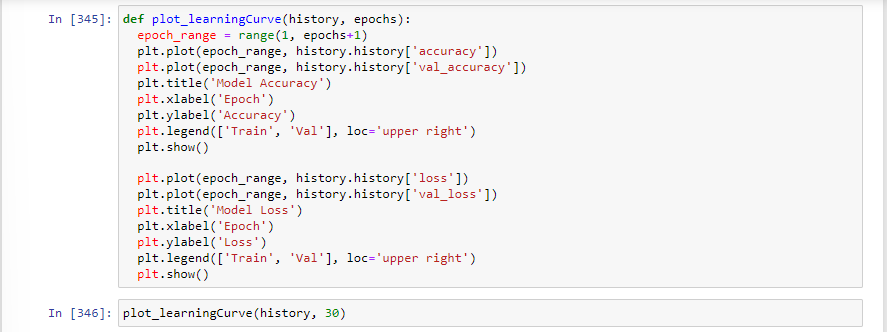 In [345]: def plot_learningCurve(history, epochs):
  epoch_range = range(1, epochs+1)
  plt.plot(epoch_range, history.history['accuracy'])
  plt.plot(epoch_range, history.history['val_accuracy'])
  plt.title('Model Accuracy')
  plt.xlabel('Epoch')
  plt.ylabel('Accuracy')
  plt.legend(['Train', 'Val'], loc='upper right')
  plt.show()

  plt.plot(epoch_range, history.history['loss'])
  plt.plot(epoch_range, history.history['val_loss'])
  plt.title('Model Loss')
  plt.xlabel('Epoch')
  plt.ylabel('Loss')
  plt.legend(['Train', 'Val'], loc='upper right')
  plt.show()
In [346]: plot_learningCurve(history, 30)